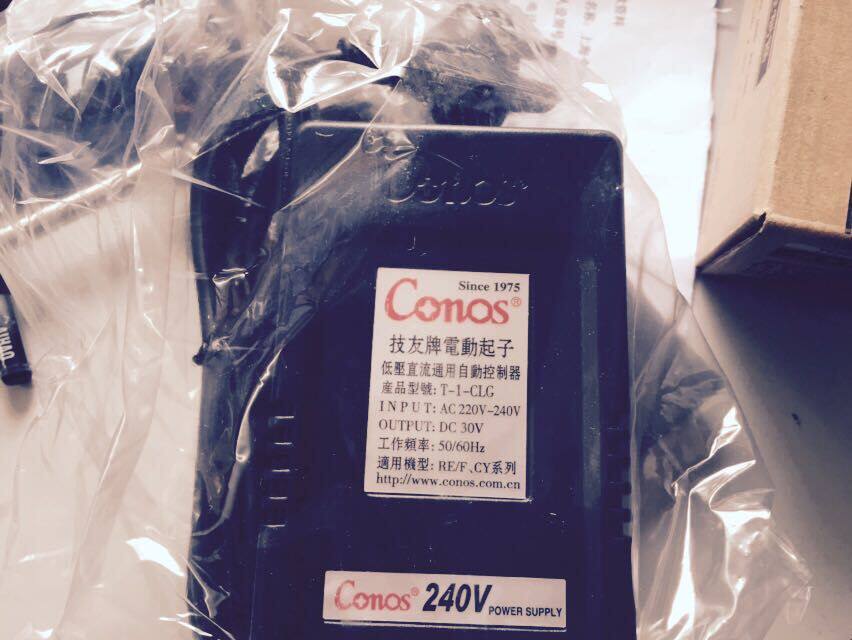 Conos
Since 1975
Conos®
技友牌電動起子
低壓直流通用自動控制器
産品型號: T-1-CLG
INPUT: AC 220V-240V
OUTPUT: DC 30V
工作頻率: 50/60Hz
適用機型: RE/F、CY系列
http://www.conos.com.cn
Conos® 240V POWER SUPPLY